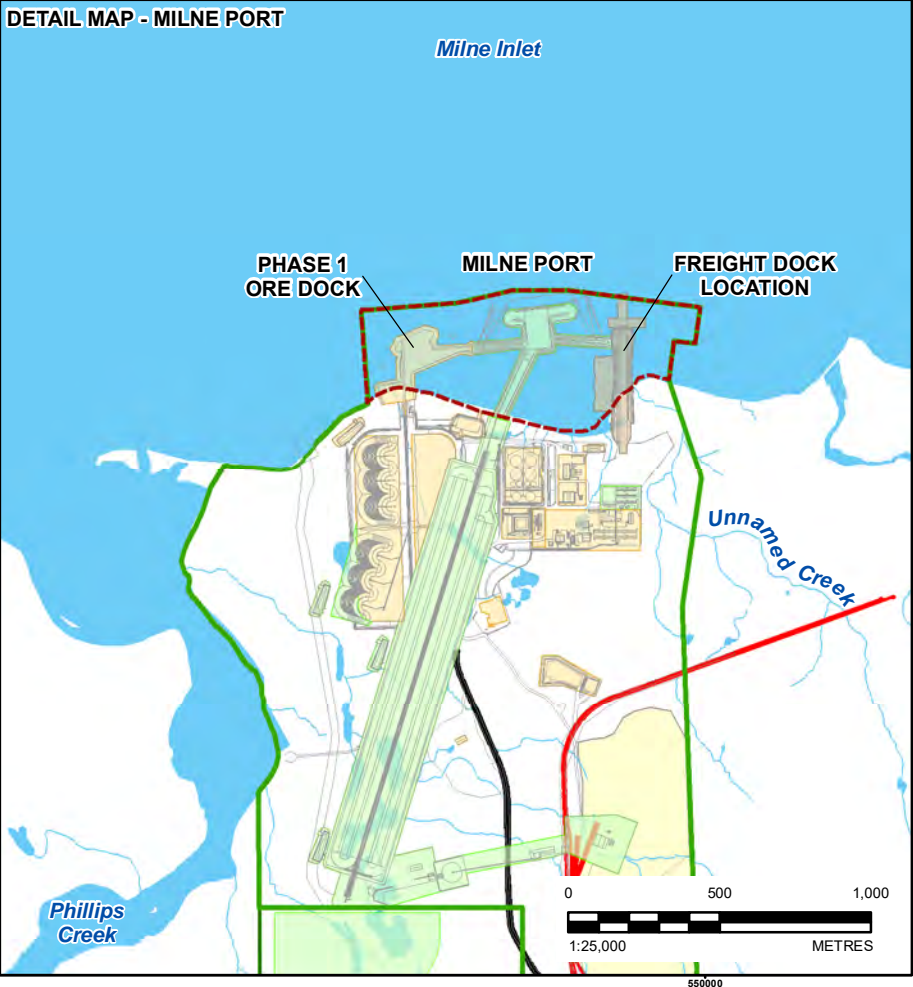 DETAIL MAP - MILNE PORT
Milne Inlet
PHASE 1
ORE DOCK
MILNE PORT
FREIGHT DOCK
LOCATION
Unnamed Creek
Phillips
Creek
0 500 1,000
1:25,000 METRES
550000